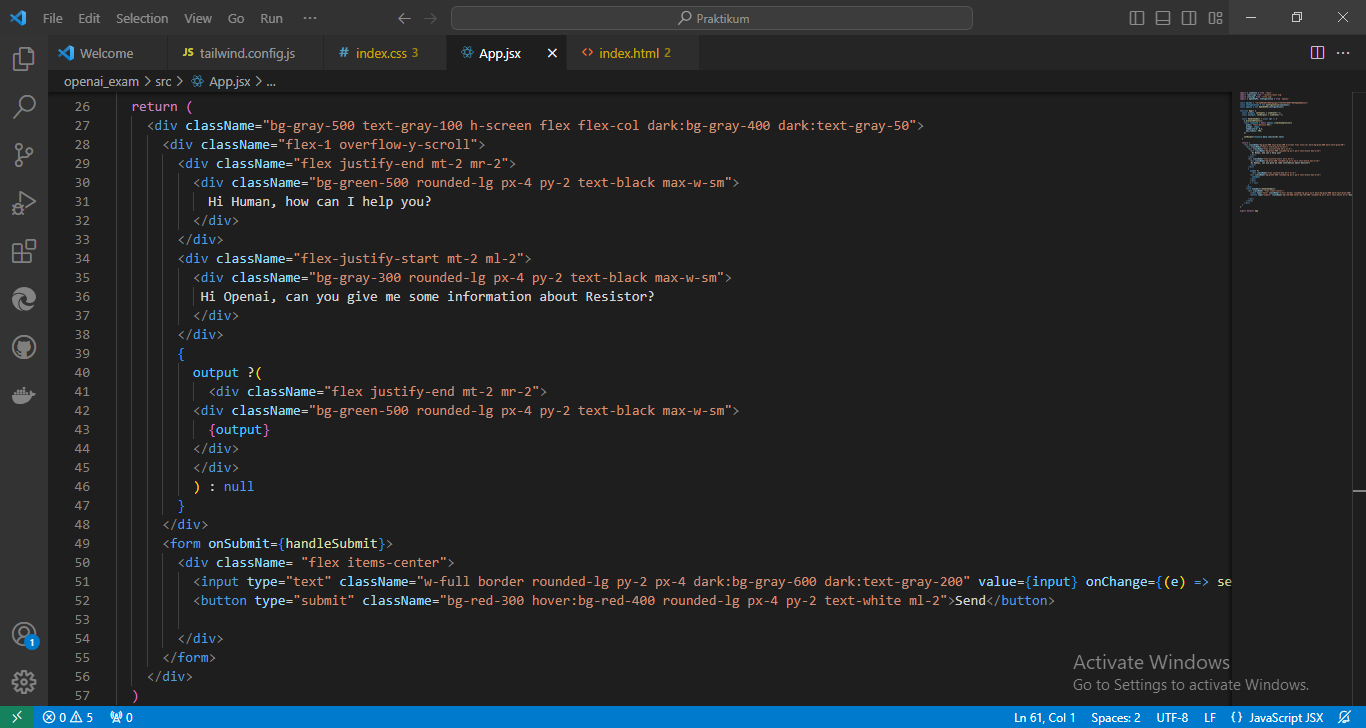 File Edit Selection View Go Run ··· Praktikum
Welcome JS tailwind.config.js # index.css 3 App.jsx <> index.html 2 ···
openai_exam > src > App.jsx > ...
26 return (
27 <div className="bg-gray-500 text-gray-100 h-screen flex flex-col dark:bg-gray-400 dark:text-gray-50">
28 <div className="flex-1 overflow-y-scroll">
29 <div className="flex justify-end mt-2 mr-2">
30 <div className="bg-green-500 rounded-lg px-4 py-2 text-black max-w-sm">
31 Hi Human, how can I help you?
32 </div>
33 </div>
34 <div className="flex-justify-start mt-2 ml-2">
35 <div className="bg-gray-300 rounded-lg px-4 py-2 text-black max-w-sm">
36 Hi Openai, can you give me some information about Resistor?
37 </div>
38 </div>
39 {
40 output ?(
41 <div className="flex justify-end mt-2 mr-2">
42 <div className="bg-green-500 rounded-lg px-4 py-2 text-black max-w-sm">
43 {output}
44 </div>
45 </div>
46 ) : null
47 }
48 </div>
49 <form onSubmit={handleSubmit}>
50 <div className= "flex items-center">
51 <input type="text" className="w-full border rounded-lg py-2 px-4 dark:bg-gray-600 dark:text-gray-200" value={input} onChange={(e) => se
52 <button type="submit" className="bg-red-300 hover:bg-red-400 rounded-lg px-4 py-2 text-white ml-2">Send</button>
53
54 </div>
55 </form>
56 </div>
57 )
Activate Windows
Go to Settings to activate Windows.
1
0 5 0 Ln 61, Col 1 Spaces: 2 UTF-8 LF {} JavaScript JSX